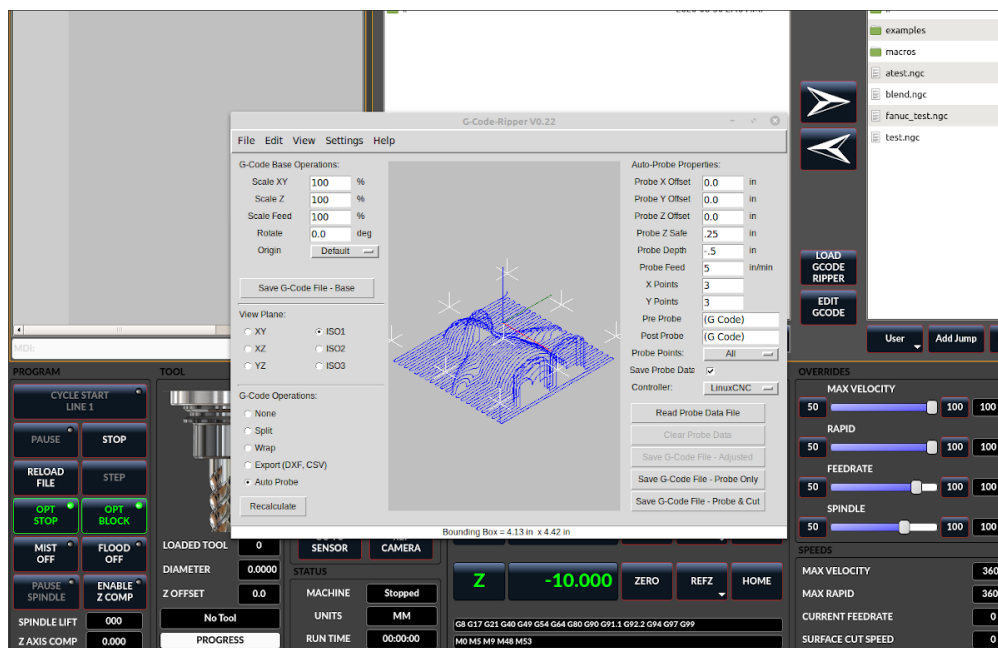 examples
macros
atest.ngc
blend.ngc
fanuc_test.ngc
test.ngc
G-Code-Ripper V0.22
File Edit View Settings Help
G-Code Base Operations:
Scale XY 100 %
Scale Z 100 %
Scale Feed 100 %
Rotate 0.0 deg
Origin Default
Save G-Code File - Base
View Plane:
XY ISO1
XZ ISO2
YZ ISO3
G-Code Operations:
None
Split
Wrap
Export (DXF, CSV)
Auto Probe
Recalculate
Auto-Probe Properties:
Probe X Offset 0.0 in
Probe Y Offset 0.0 in
Probe Z Offset 0.0 in
Probe Z Safe .25 in
Probe Depth -.5 in
Probe Feed 5 in/min
X Points 3
Y Points 3
Pre Probe (G Code)
Post Probe (G Code)
Probe Points: All
Save Probe Data
Controller: LinuxCNC
Read Probe Data File
Clear Probe Data
Save G-Code File - Adjusted
Save G-Code File - Probe Only
Save G-Code File - Probe & Cut
Bounding Box = 4.13 in x 4.42 in
LOAD
GCODE
RIPPER
EDIT
GCODE
User
Add Jump
MDI:
PROGRAM
CYCLE START
LINE 1
PAUSE
STOP
RELOAD
FILE
STEP
OPT
STOP
OPT
BLOCK
MIST
OFF
FLOOD
OFF
PAUSE
SPINDLE
ENABLE
Z COMP
SPINDLE LIFT 000
Z AXIS COMP 0.000
TOOL
LOADED TOOL 0
DIAMETER 0.0000
Z OFFSET 0.0
No Tool
PROGRESS
SENSOR
CAMERA
STATUS
MACHINE Stopped
UNITS MM
RUN TIME 00:00:00
Z -10.000 ZERO REFZ HOME
G8 G17 G21 G40 G49 G54 G64 G80 G90 G91.1 G92.2 G94 G97 G99
M0 M5 M9 M48 M53
OVERRIDES
MAX VELOCITY
50 100 100
RAPID
50 100 100
FEEDRATE
50 100 100
SPINDLE
50 100 100
SPEEDS
MAX VELOCITY 360
MAX RAPID 360
CURRENT FEEDRATE 0
SURFACE CUT SPEED 0